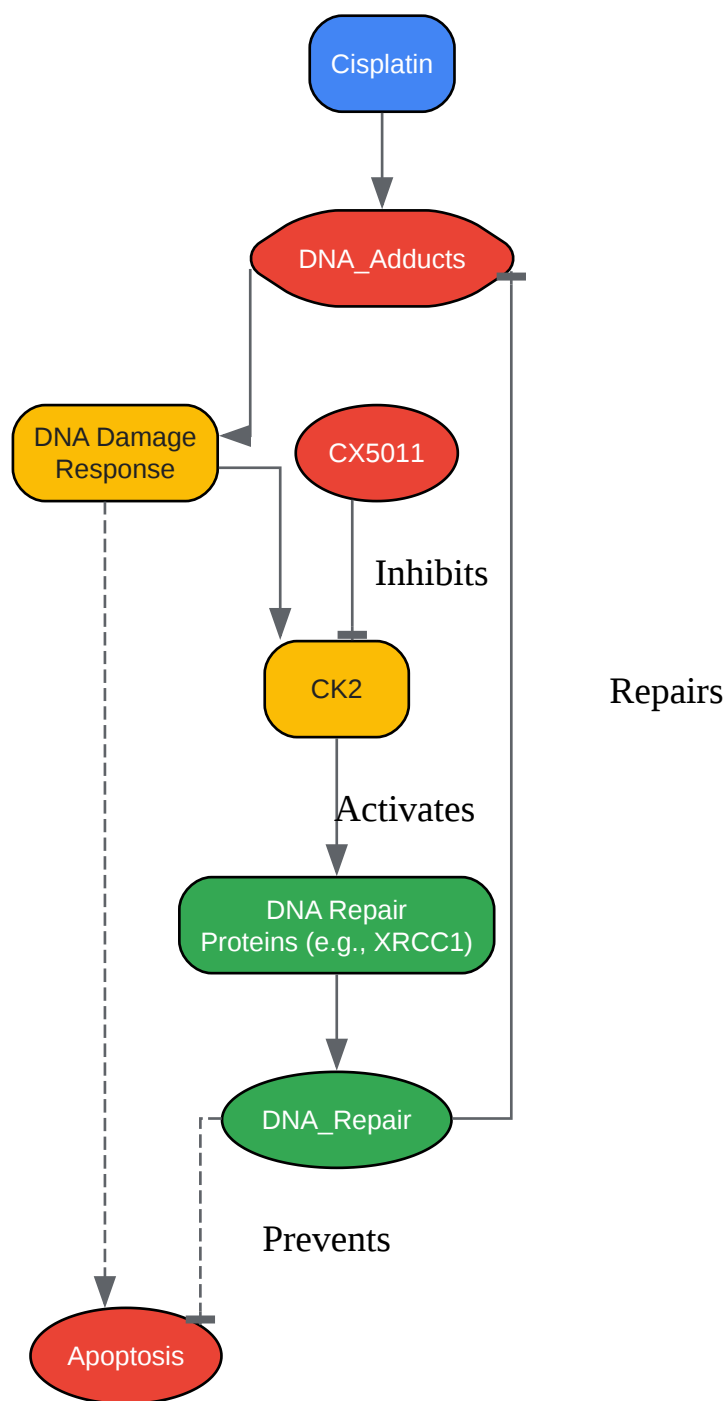 Cisplatin
DNA_Adducts
DNA Damage
Response
CX5011
Inhibits
CK2
Repairs
Activates
DNA Repair
Proteins (e.g., XRCC1)
DNA_Repair
Prevents
Apoptosis